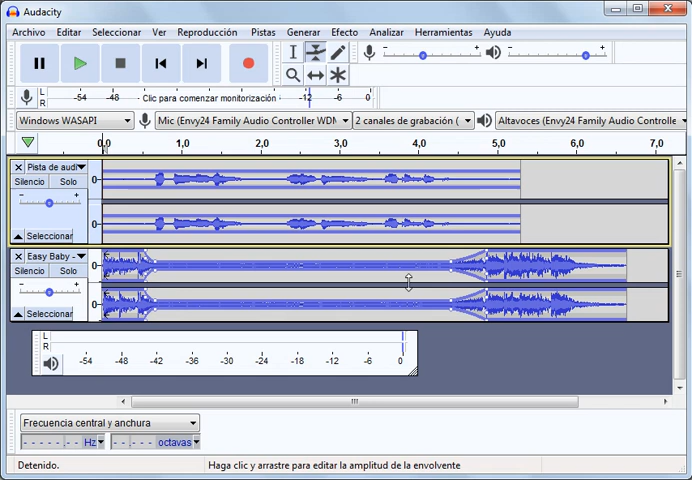 Audacity
Archivo Editar Seleccionar Ver Reproducción Pistas Generar Efecto Analizar Herramientas Ayuda
- + - +
L
R
-54 -48 - Clic para comenzar monitorización - -12 -6 0
Windows WASAPI Mic (Envy24 Family Audio Controller WDM 2 canales de grabación ( Altavoces (Envy24 Family Audio Controlle
0,0 1,0 2,0 3,0 4,0 5,0 6,0 7,0
× Pista de audi
Silencio Solo
- +
Seleccionar
0
0
× Easy Baby -
Silencio Solo
- +
Seleccionar
0
0
L
R
-54 -48 -42 -36 -30 -24 -18 -12 -6 0
Frecuencia central y anchura
- - - - - . - - Hz - - . - - - octavas
Detenido. Haga clic y arrastre para editar la amplitud de la envolvente